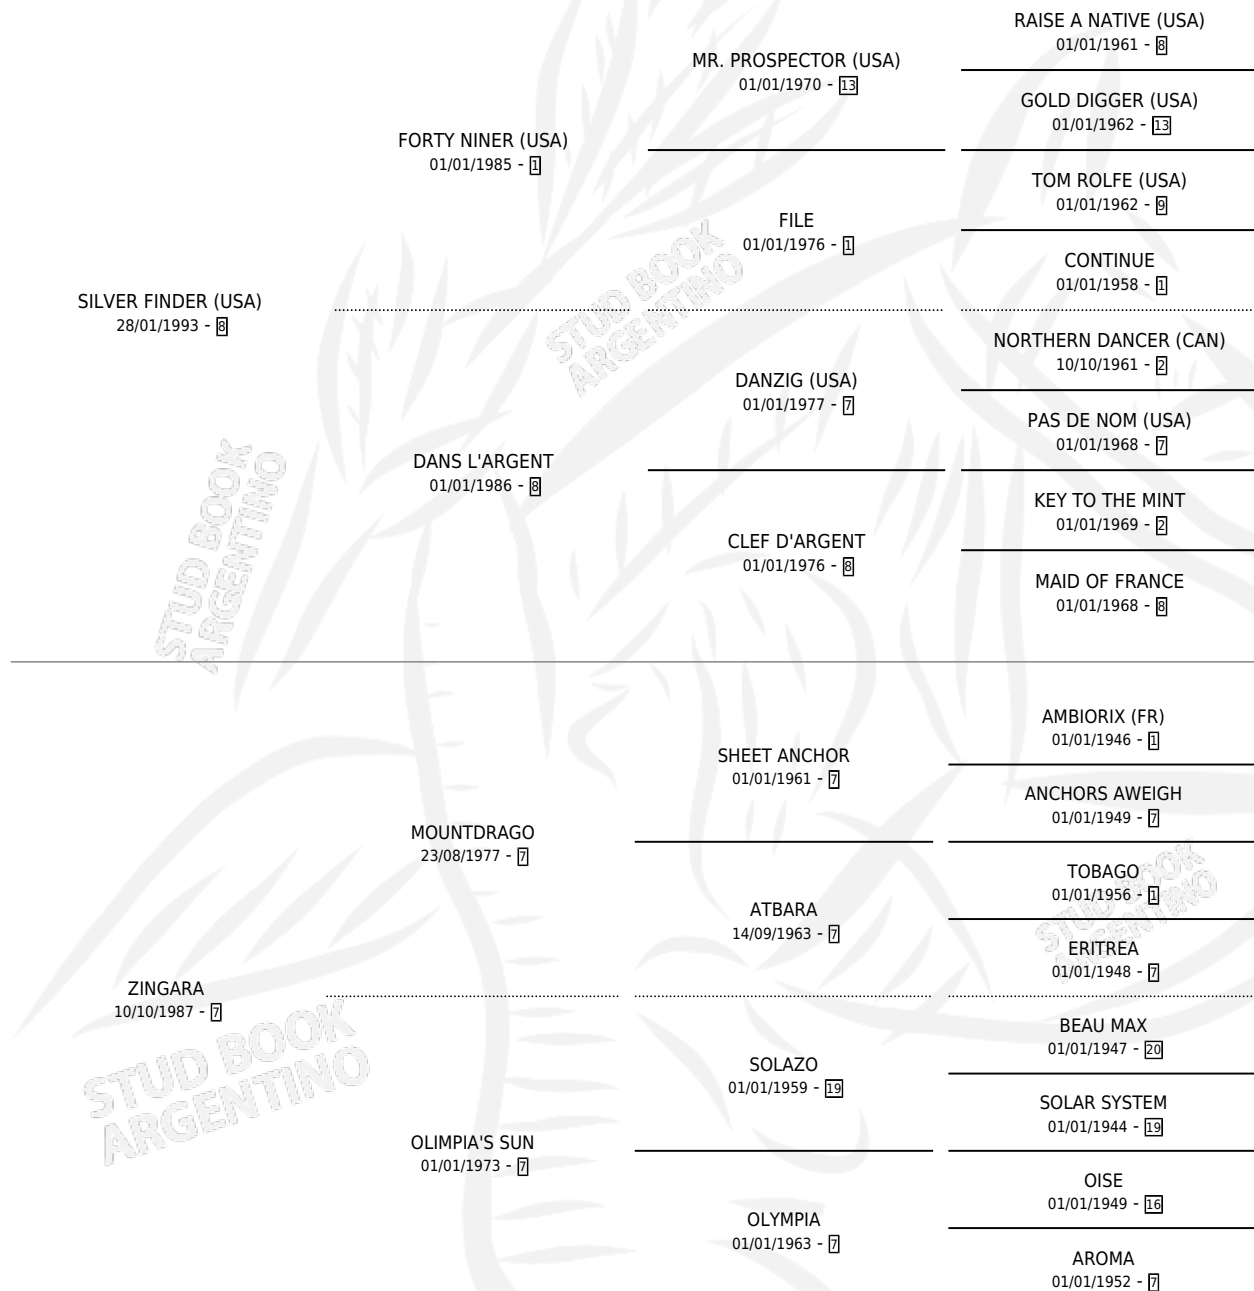 RAISE A NATIVE (USA)
01/01/1961 - 8
MR. PROSPECTOR (USA)
01/01/1970 - 13
GOLD DIGGER (USA)
01/01/1962 - 13
FORTY NINER (USA)
01/01/1985 - 1
TOM ROLFE (USA)
01/01/1962 - 9
FILE
01/01/1976 - 1
CONTINUE
01/01/1958 - 1
SILVER FINDER (USA)
28/01/1993 - 8
NORTHERN DANCER (CAN)
10/10/1961 - 2
DANZIG (USA)
01/01/1977 - 7
PAS DE NOM (USA)
01/01/1968 - 7
DANS L'ARGENT
01/01/1986 - 8
KEY TO THE MINT
01/01/1969 - 2
CLEF D'ARGENT
01/01/1976 - 8
MAID OF FRANCE
01/01/1968 - 8
AMBIORIX (FR)
01/01/1946 - 1
SHEET ANCHOR
01/01/1961 - 7
ANCHORS AWEIGH
01/01/1949 - 7
MOUNTDRAGO
23/08/1977 - 7
TOBAGO
01/01/1956 - 1
ATBARA
14/09/1963 - 7
ERITREA
01/01/1948 - 7
ZINGARA
10/10/1987 - 7
BEAU MAX
01/01/1947 - 20
SOLAZO
01/01/1959 - 19
SOLAR SYSTEM
01/01/1944 - 19
OLIMPIA'S SUN
01/01/1973 - 7
OISE
01/01/1949 - 16
OLYMPIA
01/01/1963 - 7
AROMA
01/01/1952 - 7
STUD BOOK
ARGENTINO
STUD BOOK
ARGENTINO
STUD BOOK
ARGENTINO
STUD BOOK
ARGENTINO